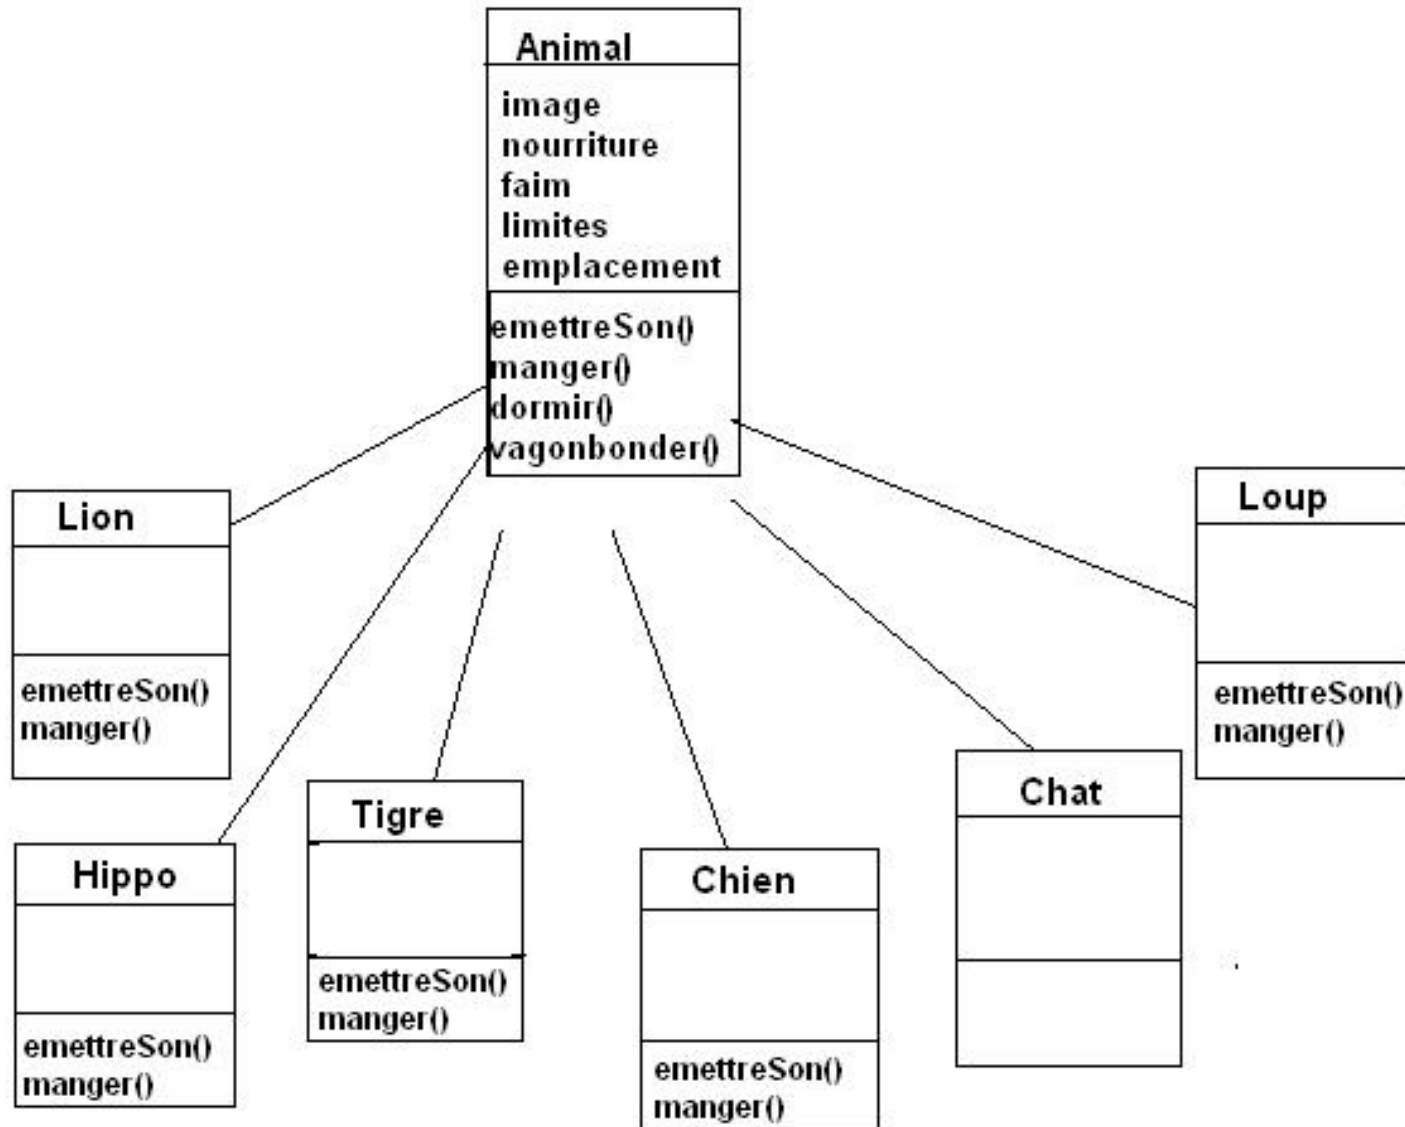 Animal
image
nourriture
faim
limites
emplacement
emettreSon()
manger()
dormir()
vagonbonder()
Lion
emettreSon()
manger()
Loup
emettreSon()
manger()
Hippo
emettreSon()
manger()
Tigre
emettreSon()
manger()
Chien
emettreSon()
manger()
Chat